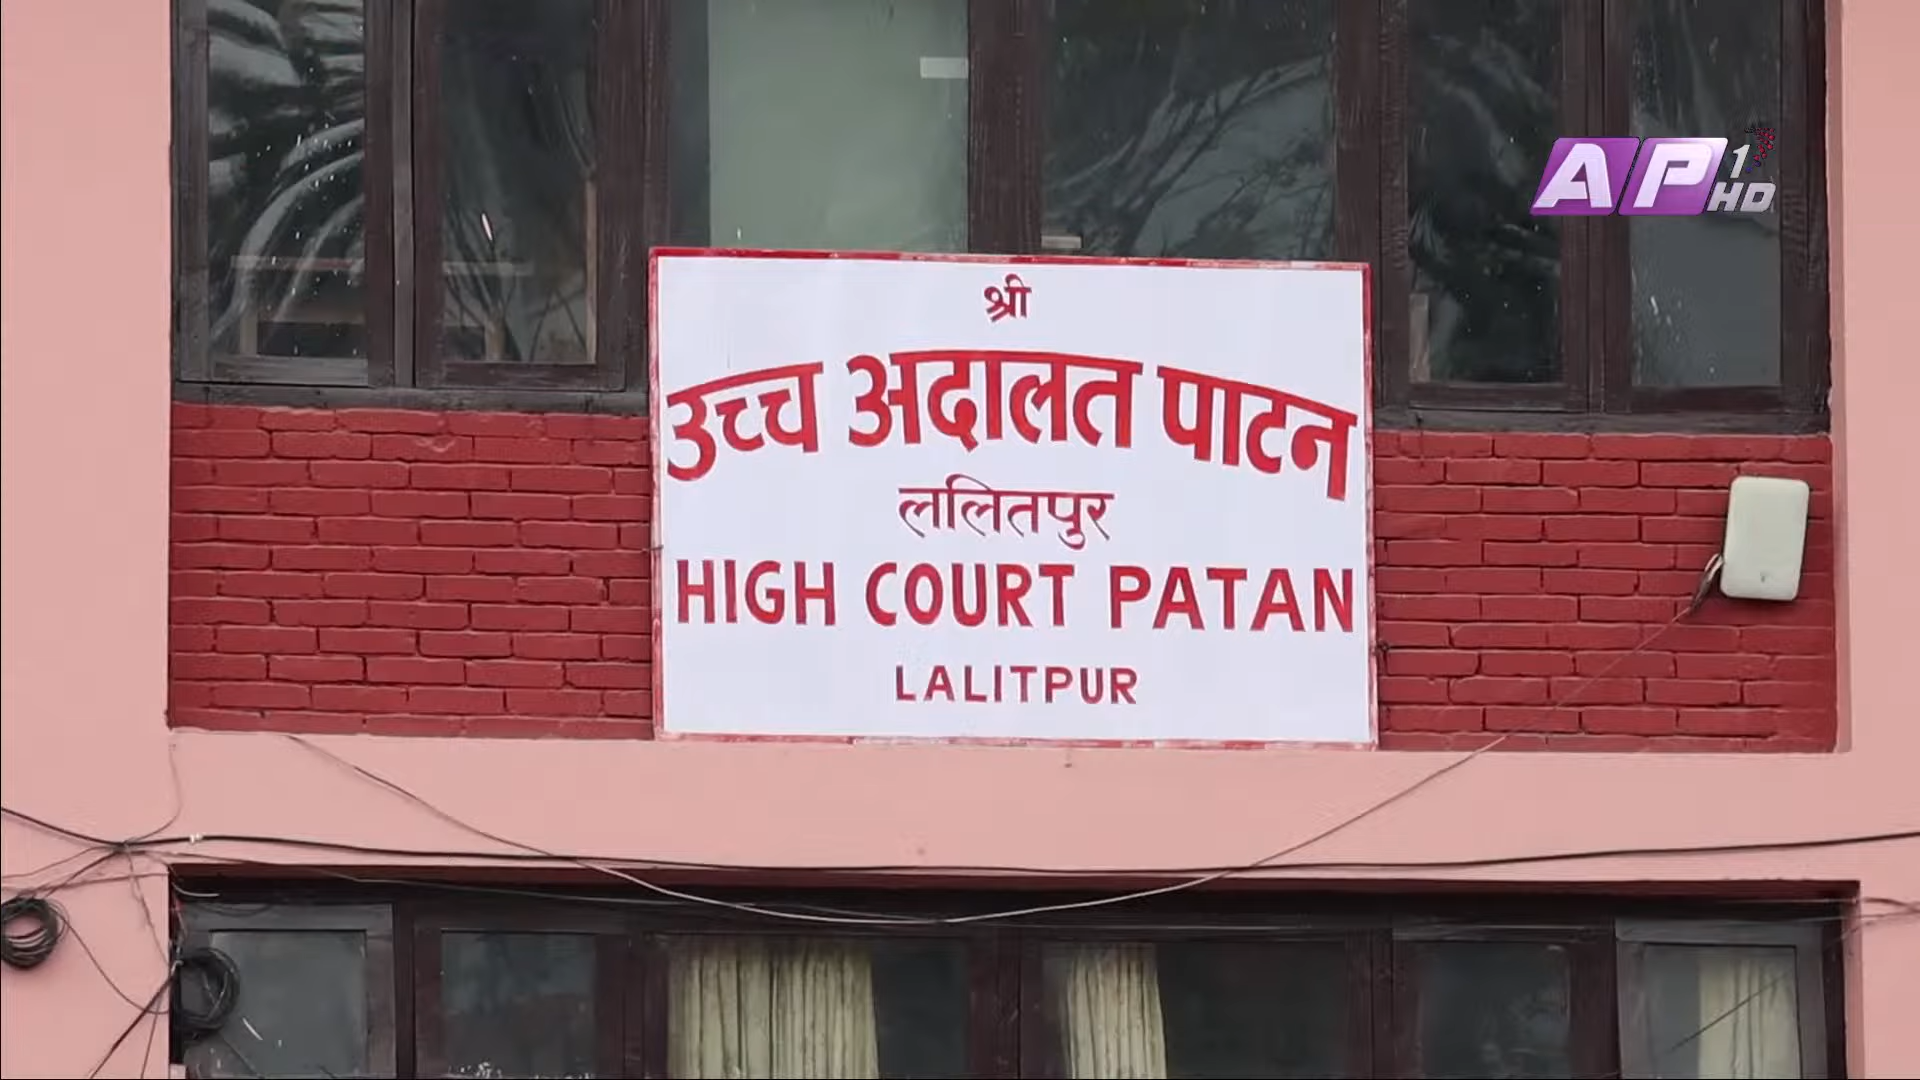 AP1 HD
श्री
उच्च अदालत पाटन
ललितपुर
HIGH COURT PATAN
LALITPUR